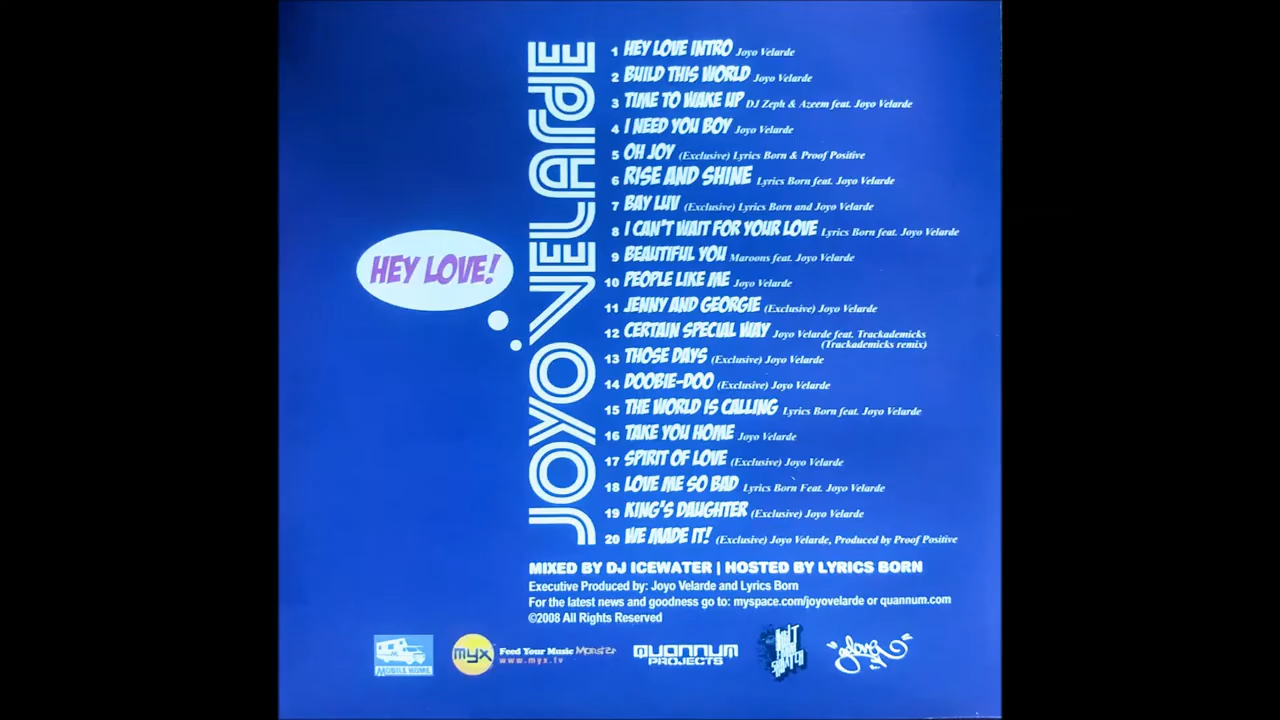 HEY LOVE!
JOYO VELARDE
1 HEY LOVE INTRO Joyo Velarde
2 BUILD THIS WORLD Joyo Velarde
3 TIME TO WAKE UP DJ Zeph & Azeem feat. Joyo Velarde
4 I NEED YOU BOY Joyo Velarde
5 OH JOY (Exclusive) Lyrics Born & Proof Positive
6 RISE AND SHINE Lyrics Born feat. Joyo Velarde
7 BAY LUV (Exclusive) Lyrics Born and Joyo Velarde
8 I CAN'T WAIT FOR YOUR LOVE Lyrics Born feat. Joyo Velarde
9 BEAUTIFUL YOU Maroons feat. Joyo Velarde
10 PEOPLE LIKE ME Joyo Velarde
11 JENNY AND GEORGIE (Exclusive) Joyo Velarde
12 CERTAIN SPECIAL WAY Joyo Velarde feat. Trackademicks
(Trackademicks remix)
13 THOSE DAYS (Exclusive) Joyo Velarde
14 DOOBIE-DOO (Exclusive) Joyo Velarde
15 THE WORLD IS CALLING Lyrics Born feat. Joyo Velarde
16 TAKE YOU HOME Joyo Velarde
17 SPIRIT OF LOVE (Exclusive) Joyo Velarde
18 LOVE ME SO BAD Lyrics Born Feat. Joyo Velarde
19 KING'S DAUGHTER (Exclusive) Joyo Velarde
20 WE MADE IT! (Exclusive) Joyo Velarde, Produced by Proof Positive
MIXED BY DJ ICEWATER | HOSTED BY LYRICS BORN
Executive Produced by: Joyo Velarde and Lyrics Born
For the latest news and goodness go to: myspace.com/joyovelarde or quannum.com
©2008 All Rights Reserved
MOBILE HOME
myx
Feed Your Music Monster
www.myx.tv
QUANNUM
PROJECTS